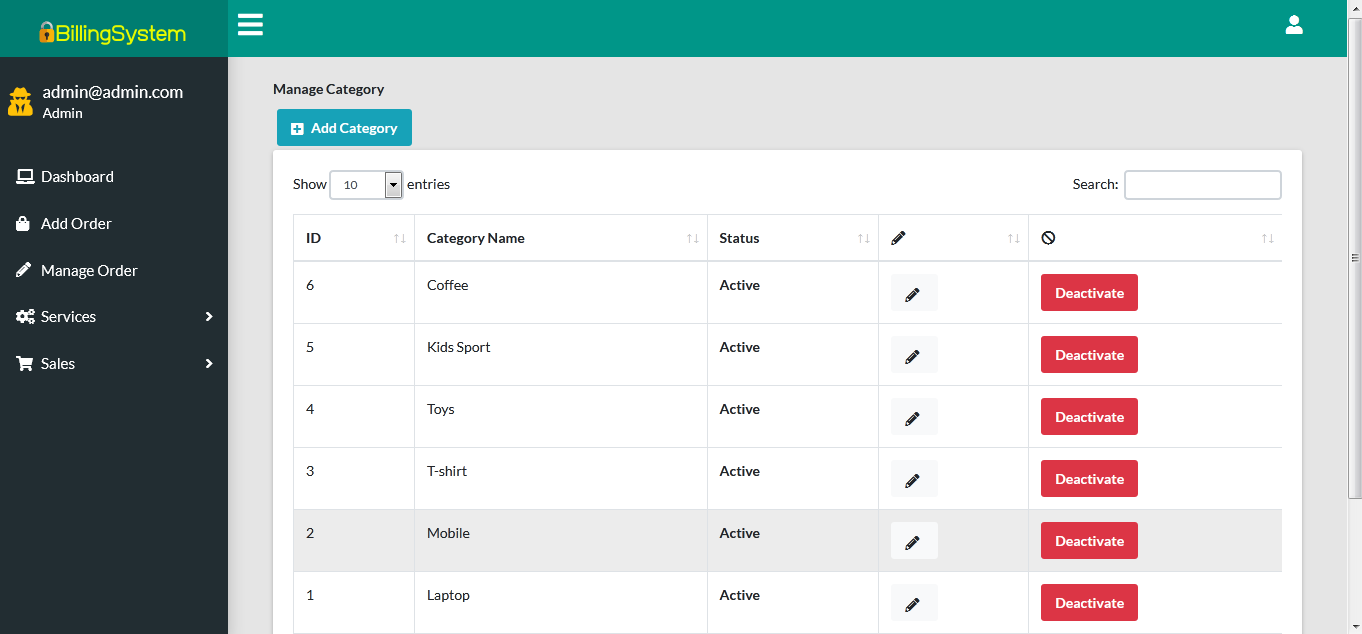 BillingSystem
admin@admin.com
Admin
Dashboard
Add Order
Manage Order
Services
Sales
Manage Category
Add Category
Show 10 entries
Search:
ID Category Name Status
6 Coffee Active Deactivate
5 Kids Sport Active Deactivate
4 Toys Active Deactivate
3 T-shirt Active Deactivate
2 Mobile Active Deactivate
1 Laptop Active Deactivate